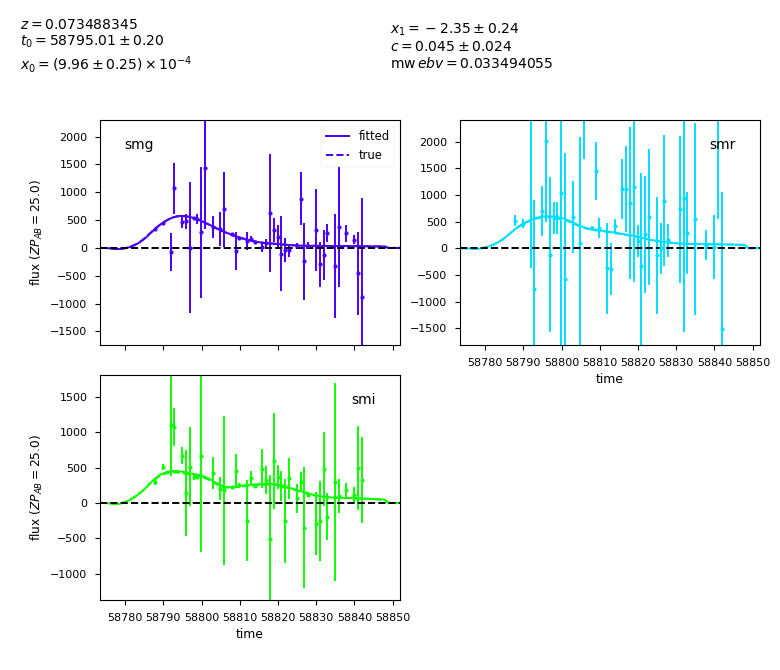 z = 0.073488345
t₀ = 58795.01 ± 0.20
x₀ = (9.96 ± 0.25) × 10⁻⁴
x₁ = −2.35 ± 0.24
c = 0.045 ± 0.024
mw ebv = 0.033494055
smg
fitted
true
2000
1500
1000
500
0
−500
−1000
−1500
flux (ZP_AB = 25.0)
smr
2000
1500
1000
500
0
−500
−1000
−1500
58780 58790 58800 58810 58820 58830 58840 58850
time
smi
1500
1000
500
0
−500
−1000
flux (ZP_AB = 25.0)
58780 58790 58800 58810 58820 58830 58840 58850
time